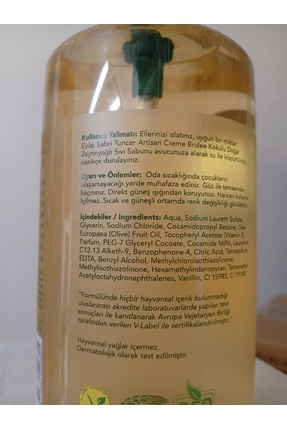 Kullanım Talimatı: Ellerinizi ıslatınız, uygun bir miktar
Eyüp Sabri Tuncer Artisan Creme Brulee Kokulu Doğal
Zeytinyağlı Sıvı Sabunu avucunuza alarak su ile köpürtünüz,
nazikçe durulayınız.
Uyarı ve Önlemler: Oda sıcaklığında çocukların
ulaşamayacağı yerde muhafaza ediniz. Göz ile temasından
kaçınınız. Direkt güneş ışığından koruyunuz. Haricen kullanılır.
İçilmez. Sıcak ve güneşli ortamda renk değişikliği görülebilir.
İçindekiler / Ingredients: Aqua, Sodium Laureth Sulfate,
Glycerin, Sodium Chloride, Cocamidopropyl Betaine, Olea
Europaea (Olive) Fruit Oil, Tocopheryl Acetate (Vitamin E),
Parfum, PEG-7 Glyceryl Cocoate, Cocamide MIPA, Laureth-4,
C12-13 Alketh-9, Benzophenone-4, Citric Acid,
EDTA, Benzyl Alcohol, Methylchloroisothiazolinone,
Methylisothiazolinone, Hexamethylindanopyran,
Acetyloctahydronaphthalenes, Vanillin, CI 15985, CI 19140.
"Formülünde hiçbir hayvansal içerik bulunmadığı
uluslararası akredite laboratuvarlarda yapılan test
sonuçları ile kanıtlanarak Avrupa Vejetaryen Birliği
tarafından verilen V-Label ile sertifikalandırılmıştır."
Hayvansal yağlar içermez.
Dermatolojik olarak test edilmiştir.